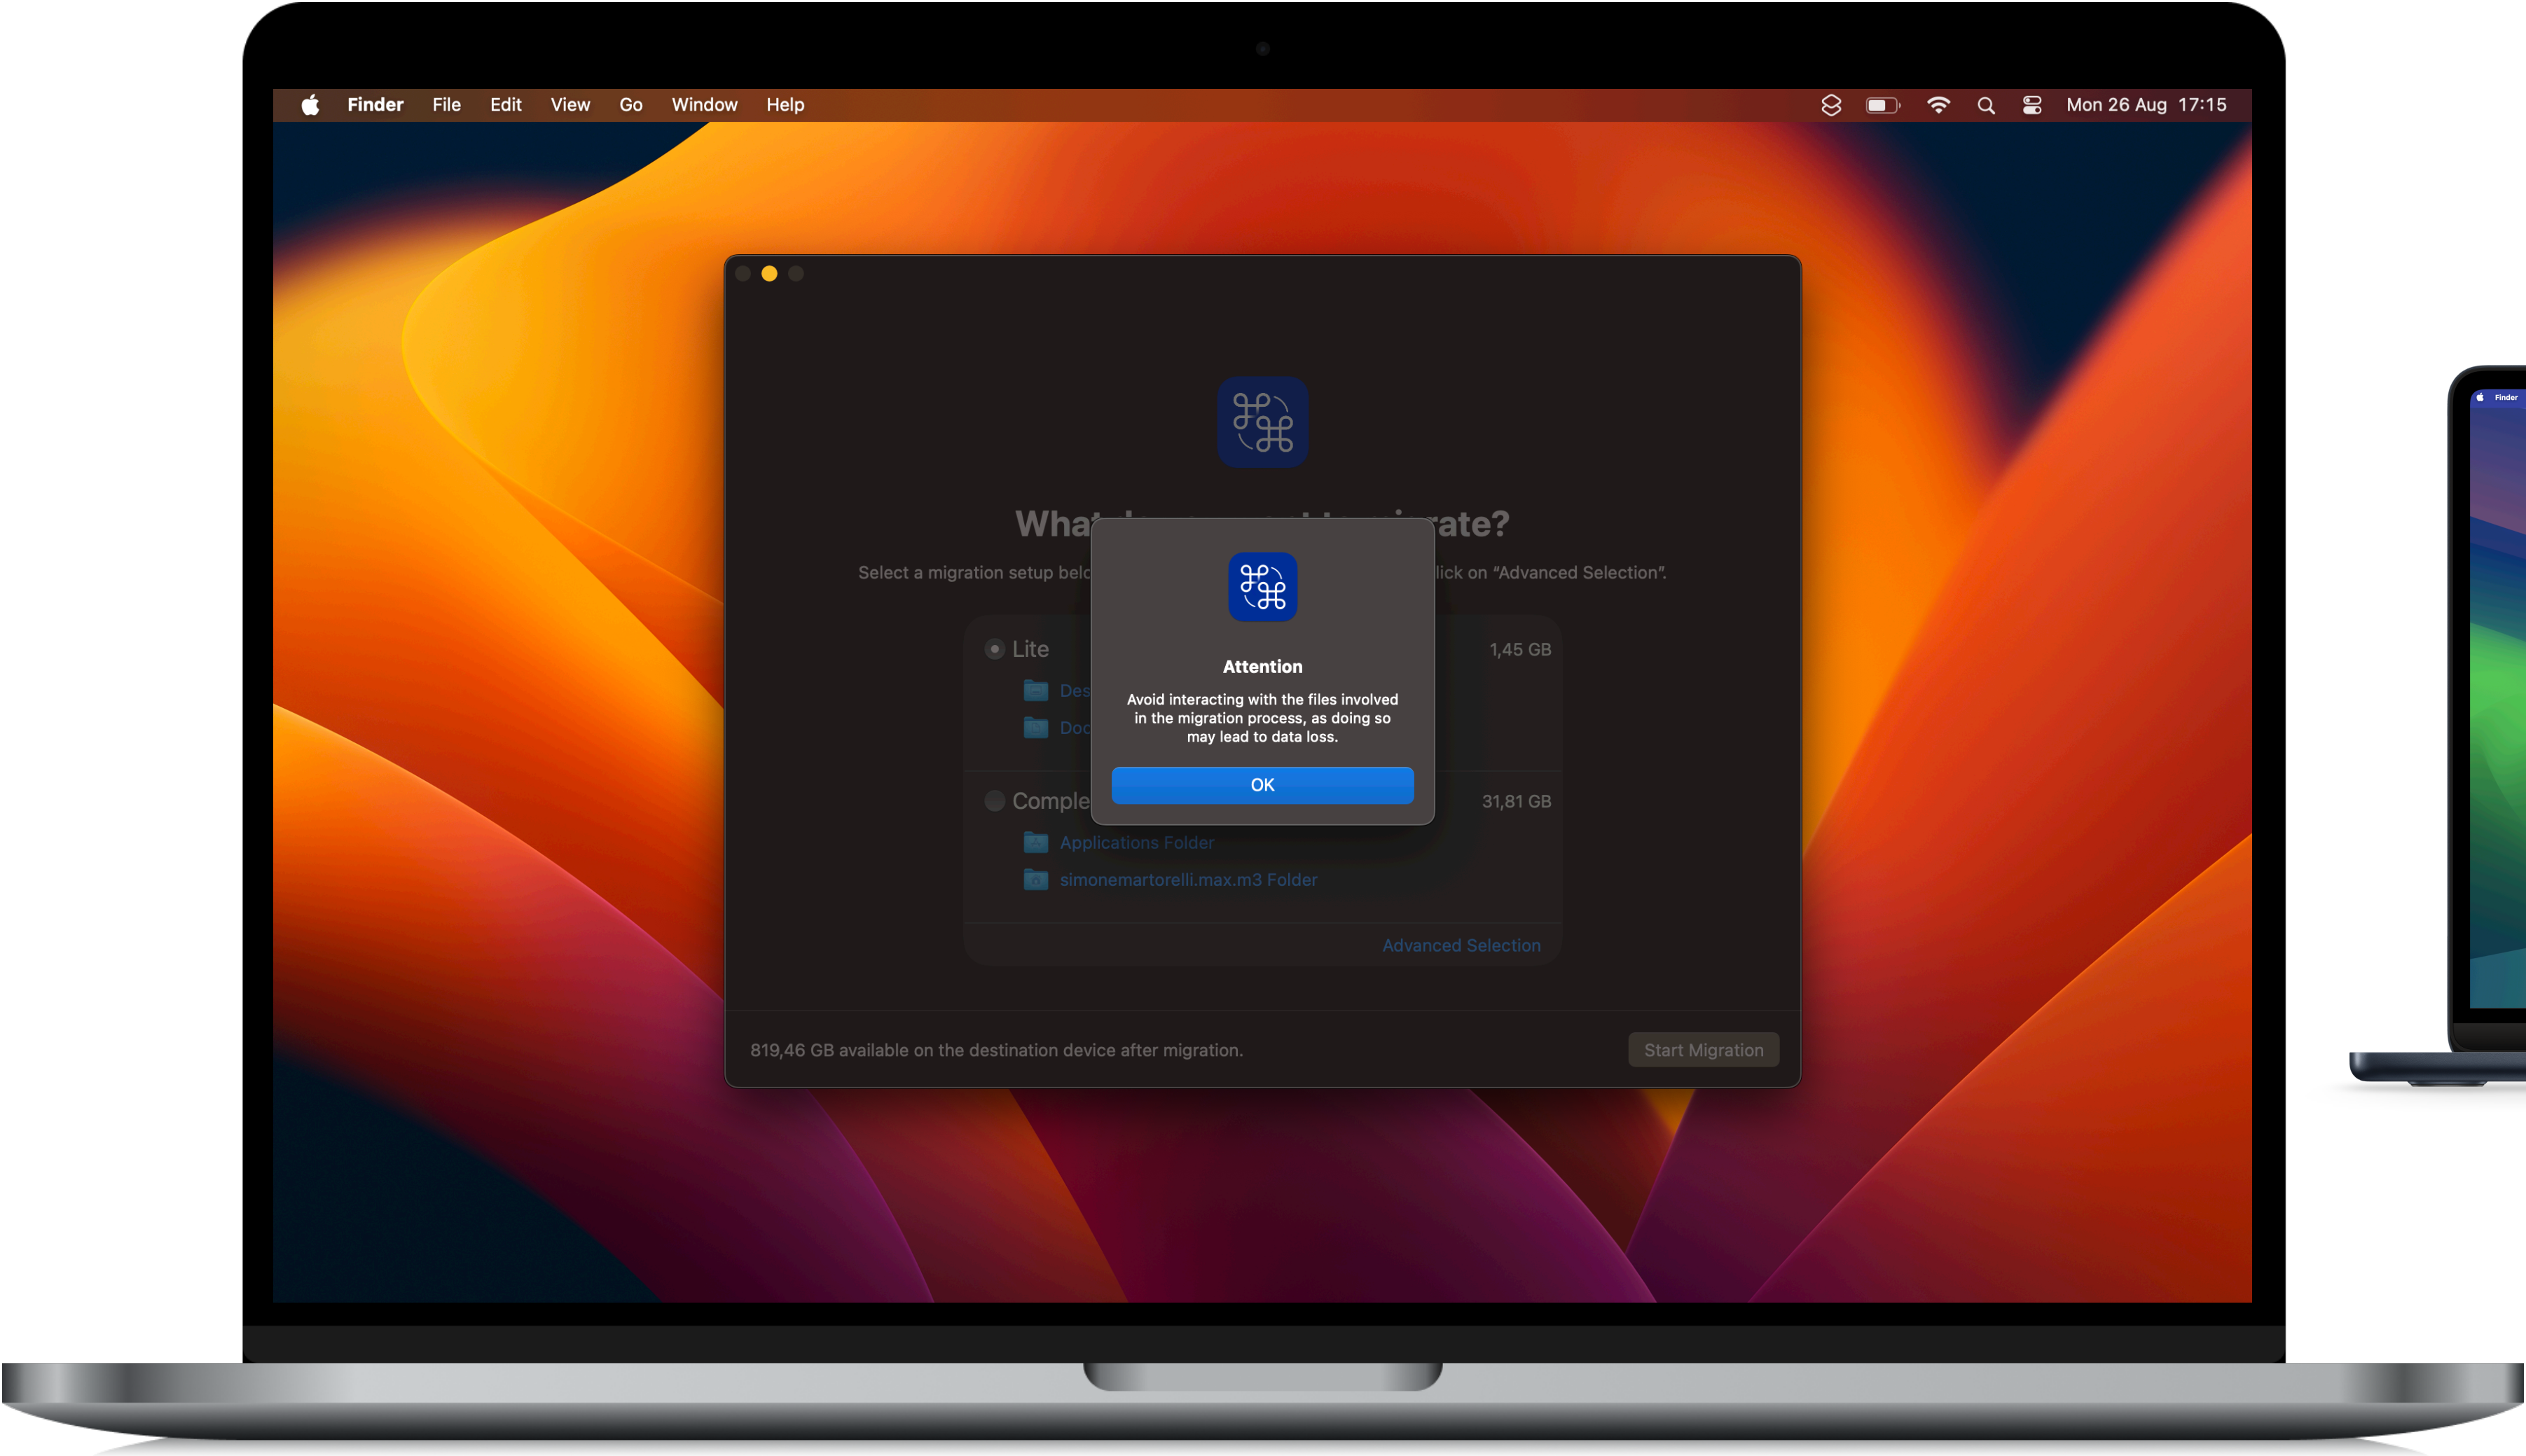 Finder File Edit View Go Window Help Mon 26 Aug 17:15
Finder
What rate?
Select a migration setup lick on “Advanced Selection”.
Lite 1,45 GB
Attention
Avoid interacting with the files involved
in the migration process, as doing so
may lead to data loss.
OK
31,81 GB
Applications Folder
simonemartorelli.max.m3 Folder
Advanced Selection
819,46 GB available on the destination device after migration.
Start Migration